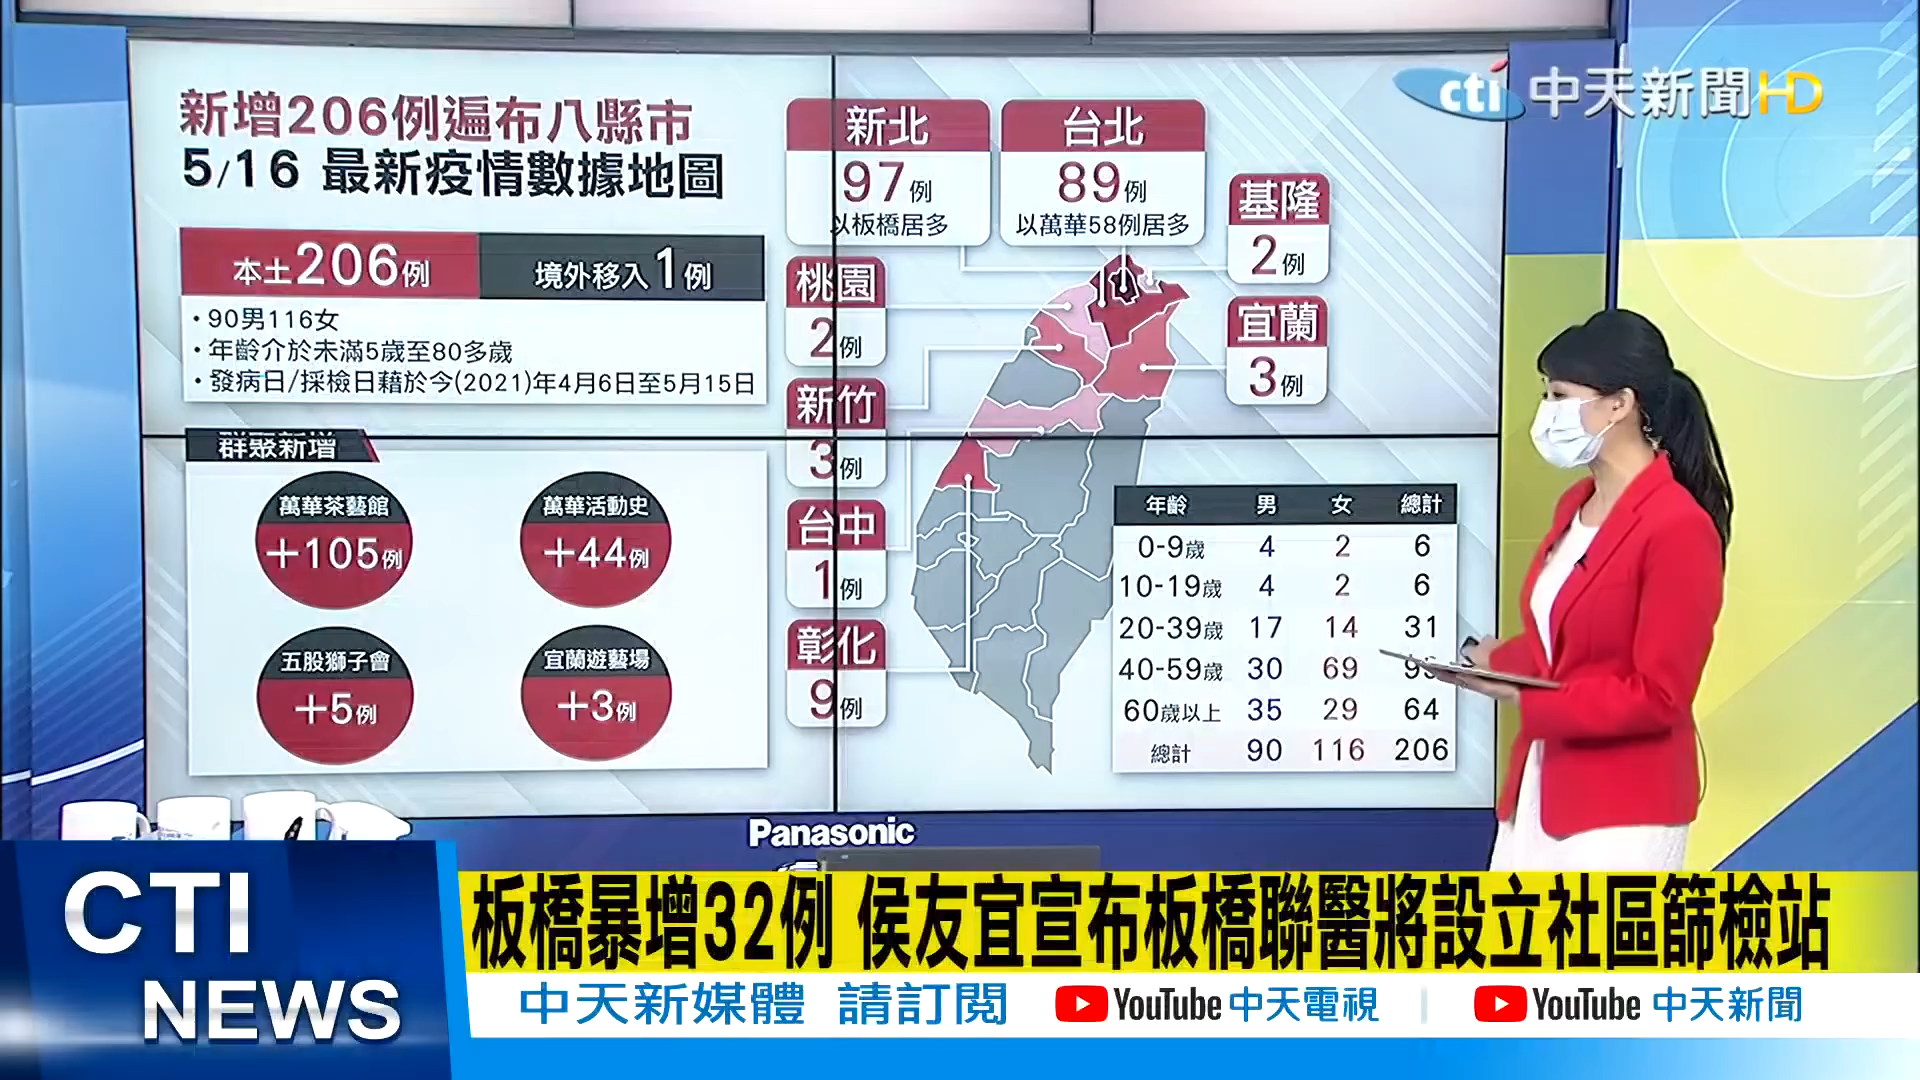 新增206例遍布八縣市
5/16 最新疫情數據地圖
本土206例 境外移入1例
・90男116女
・年齡介於未滿5歲至80多歲
・發病日/採檢日藉於今(2021)年4月6日至5月15日
群聚新增
萬華茶藝館
+105例
萬華活動史
+44例
五股獅子會
+5例
宜蘭遊藝場
+3例
新北
97例
以板橋居多
台北
89例
以萬華58例居多
基隆
2例
宜蘭
3例
桃園
2例
新竹
3例
台中
1例
彰化
9例
年齡 男 女 總計
0-9歲 4 2 6
10-19歲 4 2 6
20-39歲 17 14 31
40-59歲 30 69
60歲以上 35 29 64
總計 90 116 206
cti 中天新聞HD
Panasonic
CTI
NEWS
板橋暴增32例 侯友宜宣布板橋聯醫將設立社區篩檢站
中天新媒體 請訂閱 YouTube 中天電視 | YouTube 中天新聞